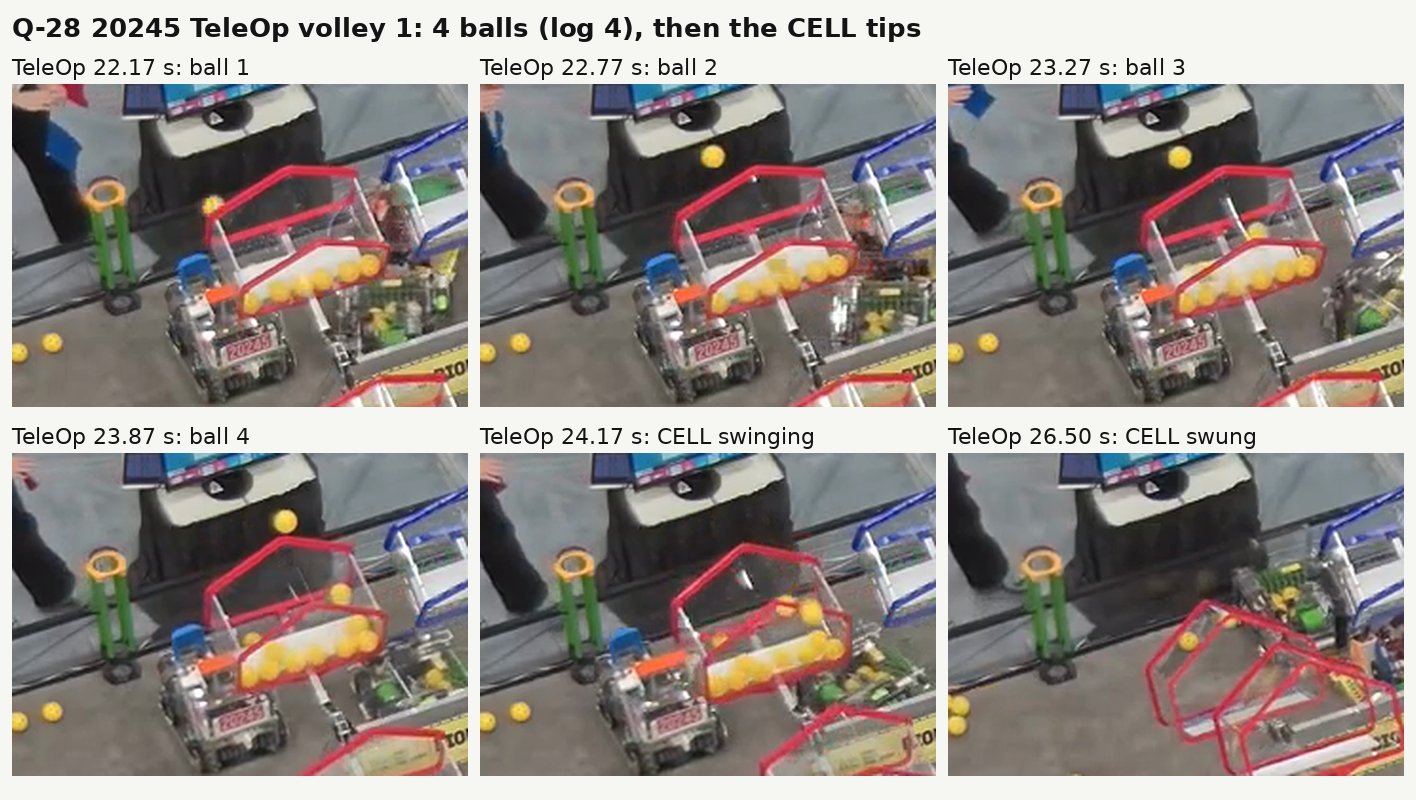 Q-28 20245 TeleOp volley 1: 4 balls (log 4), then the CELL tips
TeleOp 22.17 s: ball 1
TeleOp 22.77 s: ball 2
TeleOp 23.27 s: ball 3
20245
20245
20245
TeleOp 23.87 s: ball 4
TeleOp 24.17 s: CELL swinging
TeleOp 26.50 s: CELL swung
20245
20245